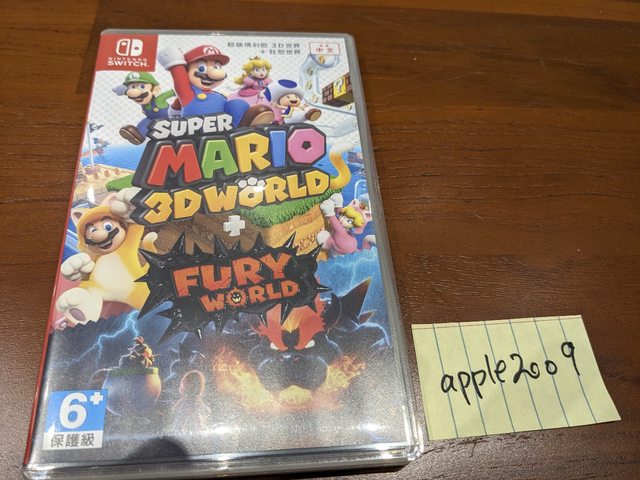 NINTENDO
SWITCH™
超級瑪利歐 3D世界
+ 狂怒世界
中文
SUPER
MARIO
3D WORLD
+
FURY
WORLD
6+
保護級
apple2009